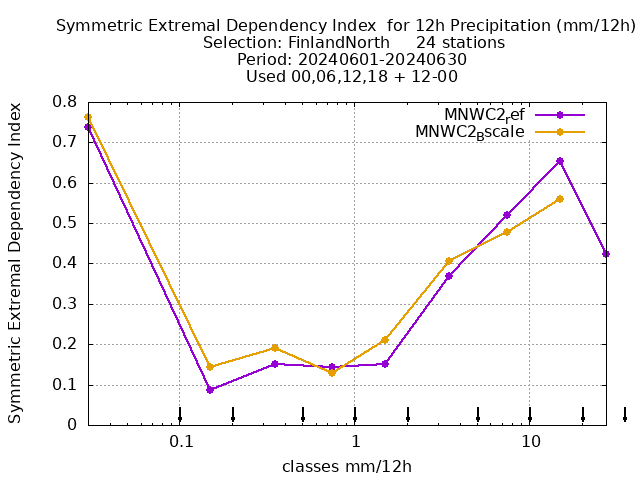 Symmetric Extremal Dependency Index  for 12h Precipitation (mm/12h)
Selection: FinlandNorth     24 stations
Period: 20240601-20240630
Used 00,06,12,18 + 12-00
Symmetric Extremal Dependency Index
0.8
0.7
0.6
0.5
0.4
0.3
0.2
0.1
0
MNWC2ref
MNWC2Bscale
0.1
1
10
classes mm/12h